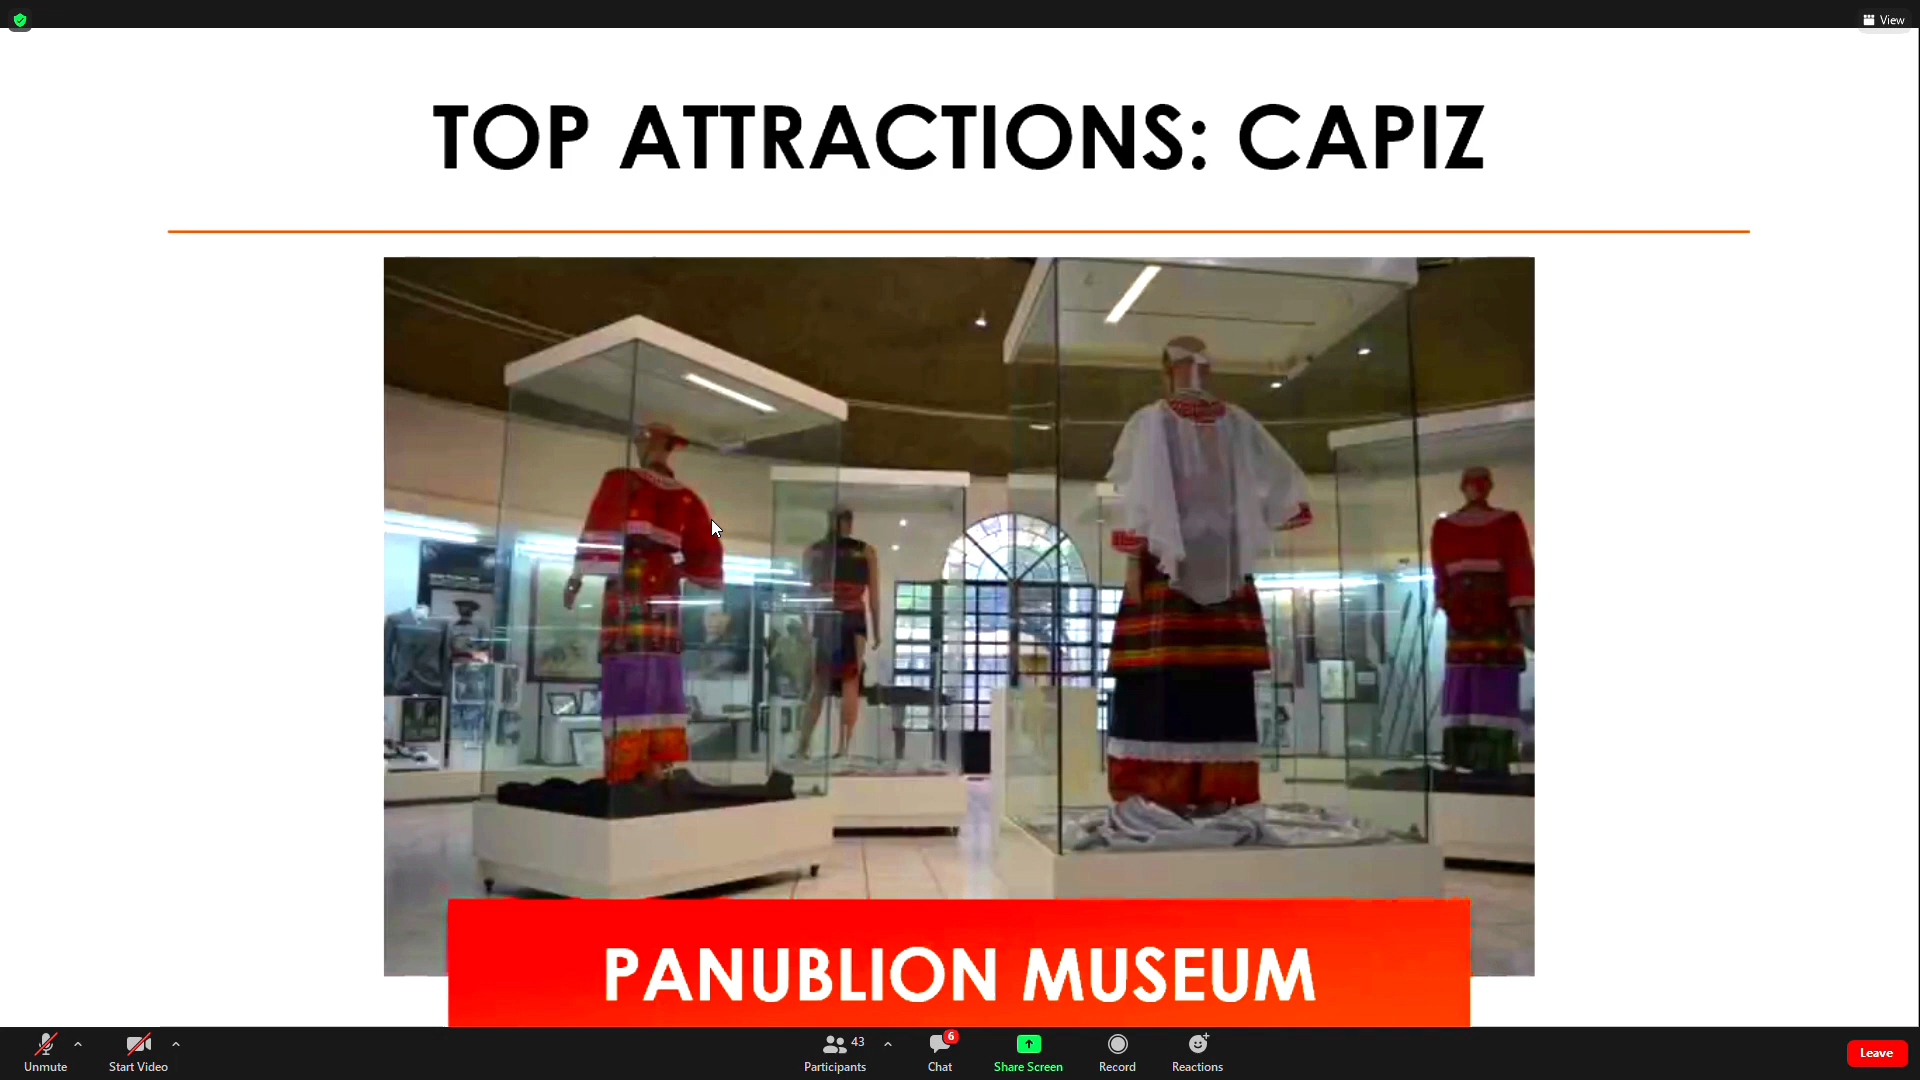 View
TOP ATTRACTIONS: CAPIZ
PANUBLION MUSEUM
Unmute
Start Video
43
Participants
6
Chat
Share Screen
Record
Reactions
Leave